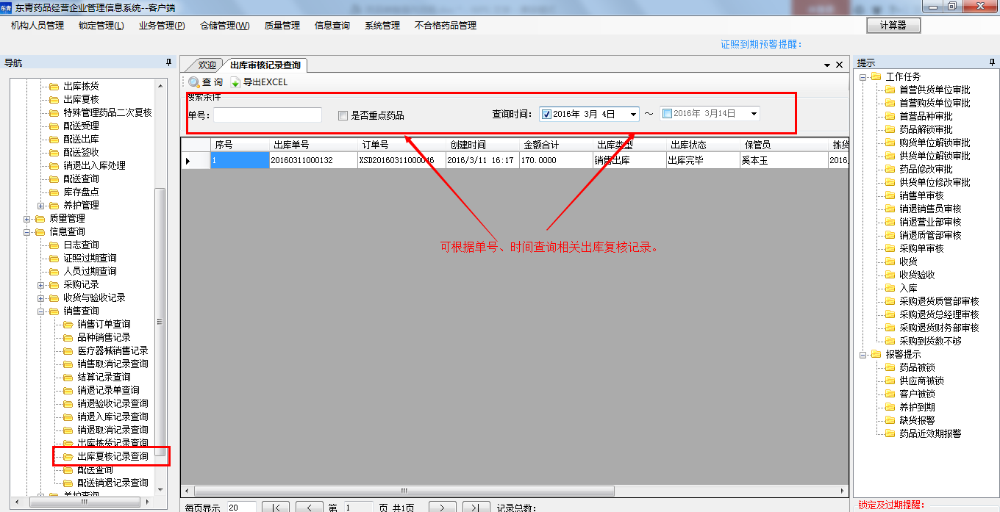 东青 东青药品经营企业管理信息系统--客户端
机构人员管理 锁定管理(L) 业务管理(P) 仓储管理(W) 质量管理 信息查询 系统管理 不合格药品管理 计算器
证照到期预警提醒:
导航
出库拣货
出库复核
特殊管理药品二次复核
配送受理
配送出库
配送签收
销退出入库处理
配送查询
库存盘点
养护管理
质量管理
信息查询
日志查询
证照过期查询
人员过期查询
采购记录
收货与验收记录
销售查询
销售订单查询
品种销售记录
医疗器械销售记录
销售取消记录查询
结算记录查询
销退记录单查询
销退验收记录查询
销退入库记录查询
销退取消记录查询
出库拣货记录查询
出库复核记录查询
配送查询
配送销退记录查询
养护查询
欢迎 出库审核记录查询
查 询 导出EXCEL
搜索条件
单号: 是否重点药品 查询时间: 2016年 3月 4日 ~ 2016年 3月14日
序号 出库单号 订单号 创建时间 金额合计 出库类型 出库状态 保管员 拣货
1 20160311000132 XSD20160311000046 2016/3/11 16:17 170.0000 销售出库 出库完毕 奚本玉 2016.
可根据单号、时间查询相关出库复核记录。
每页显示 20 |< < 第 1 页 共1页 > >| 记录总数:
提示
工作任务
首营供货单位审批
首营购货单位审批
首营品种审批
药品解锁审批
购货单位解锁审批
供货单位解锁审批
药品修改审批
供货单位修改审批
销售单审核
销退销售员审核
销退营业部审核
销退质管部审核
采购单审核
收货
收货验收
入库
采购退货质管部审核
采购退货总经理审核
采购退货财务部审核
采购到货数不够
报警提示
药品被锁
供应商被锁
客户被锁
养护到期
缺货报警
药品近效期报警
锁定及过期提醒: